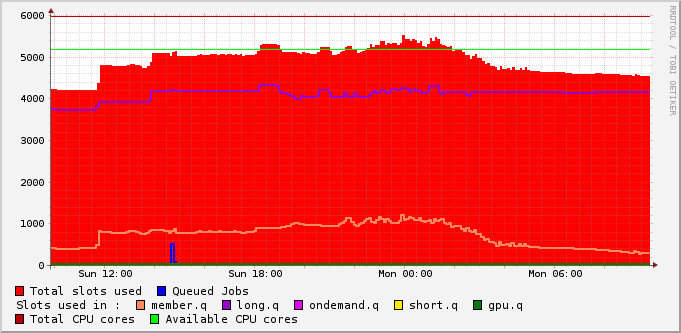 RRDTOOL / TOBI OETIKER
6000
5000
4000
3000
2000
1000
0
Sun 12:00 Sun 18:00 Mon 00:00 Mon 06:00
Total slots used Queued Jobs
Slots used in : member.q long.q ondemand.q short.q gpu.q
Total CPU cores Available CPU cores